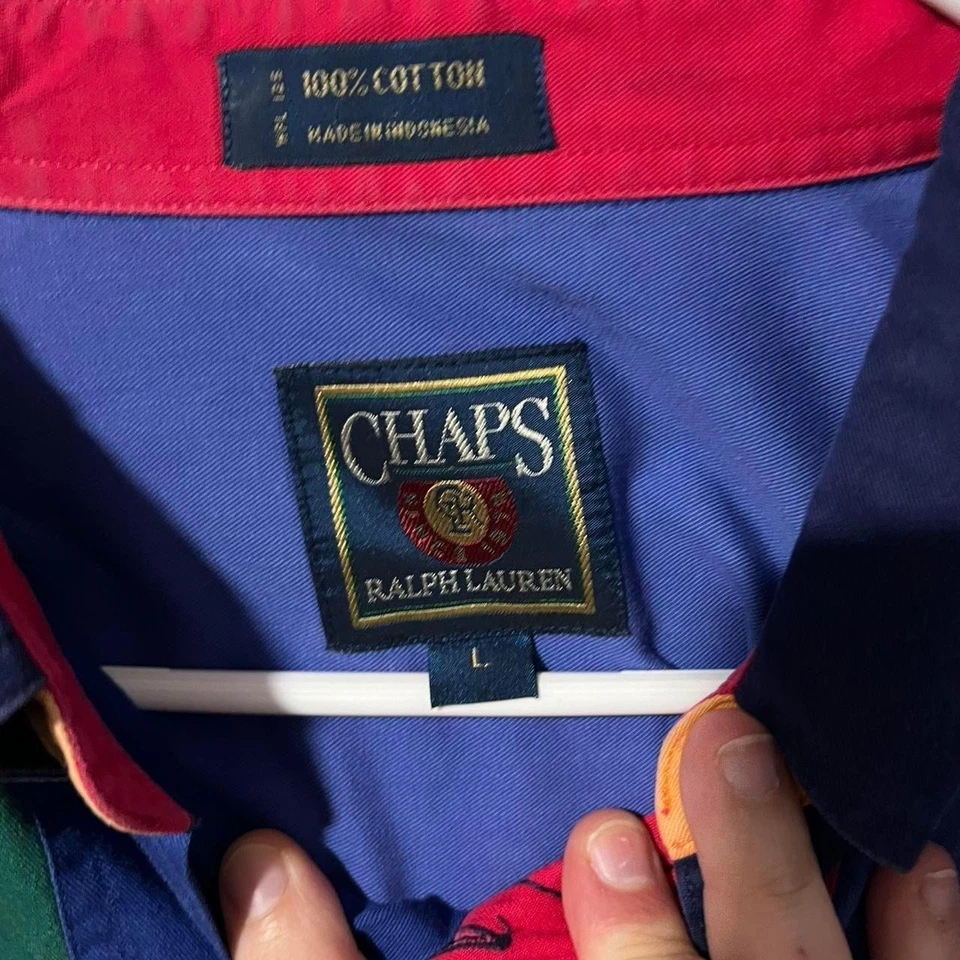 100% COTTON
MADE IN INDONESIA
CHAPS
RALPH LAUREN
L